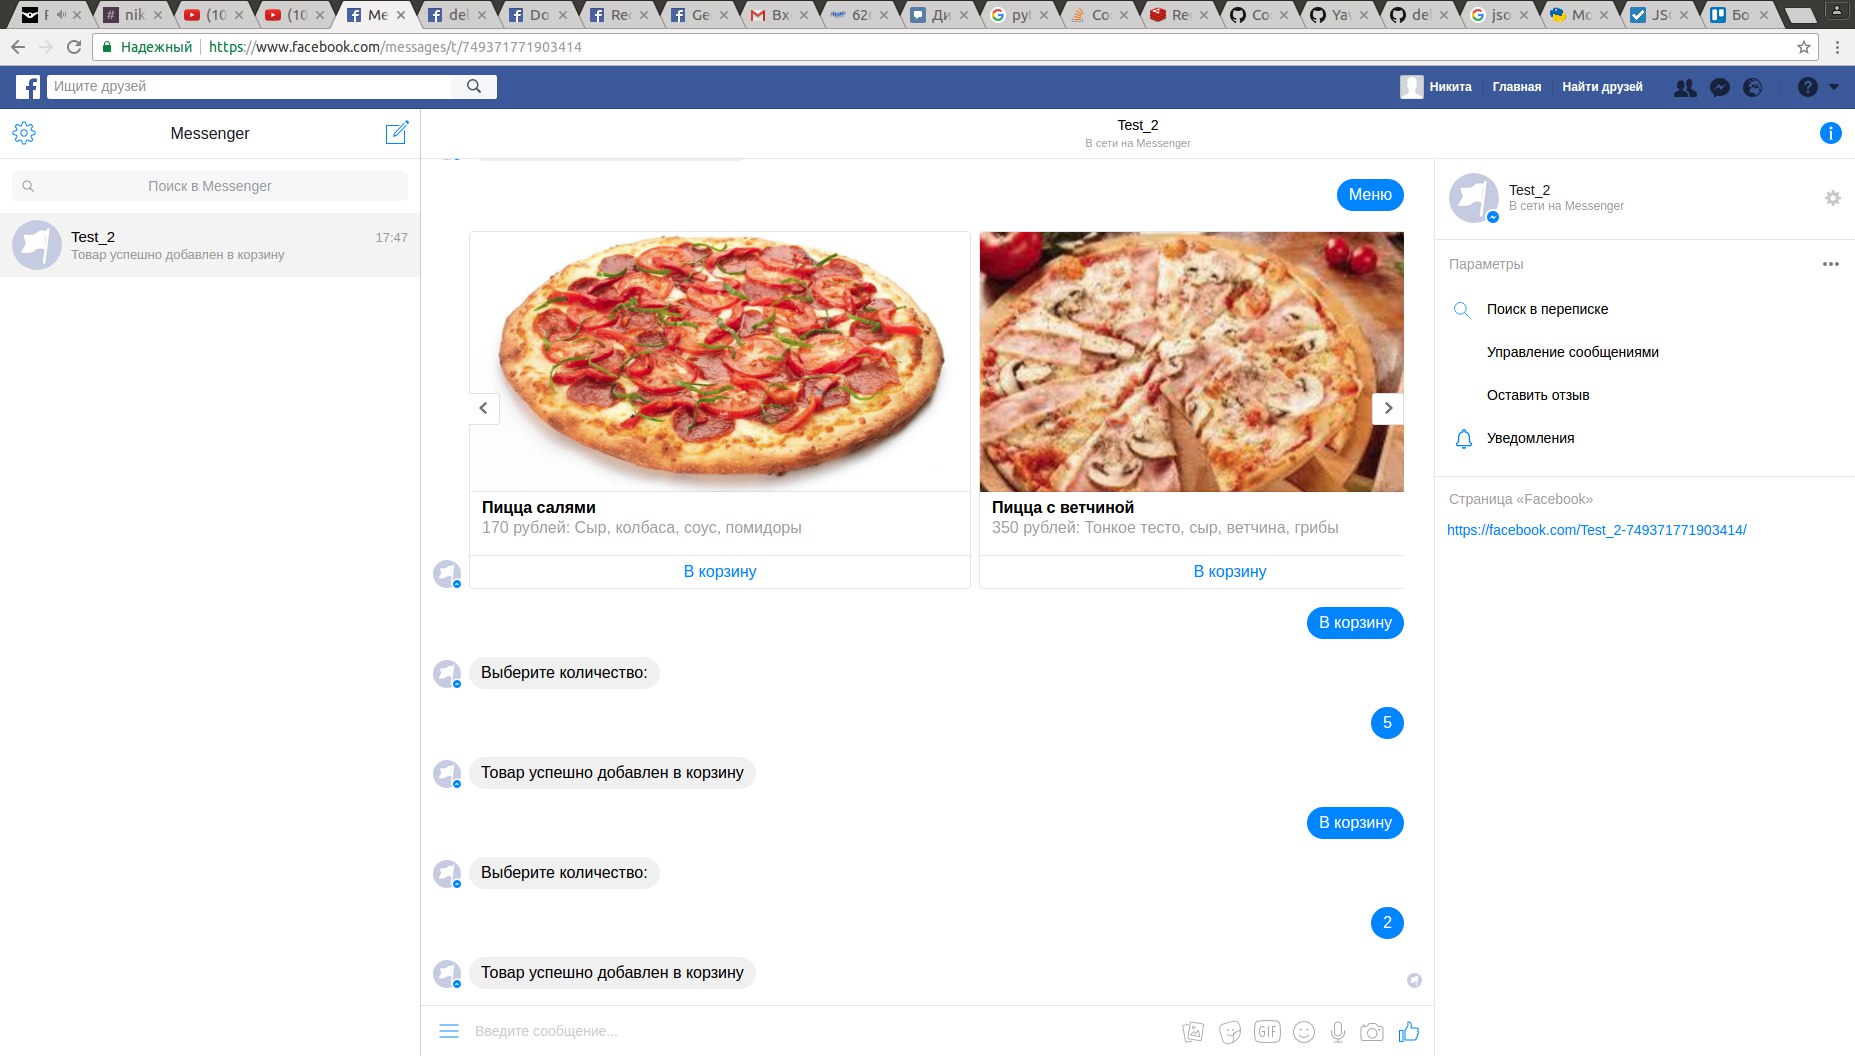 nik
(10
(10
Me
del
Do
Rec
Ge
Вх
62
Ди
pyt
Co
Re
Co
Yav
del
jso
Mo
JSO
Бо
Надежный
https://www.facebook.com/messages/t/749371771903414
Ищите друзей
Никита
Главная
Найти друзей
Messenger
Поиск в Messenger
Test_2
17:47
Товар успешно добавлен в корзину
Test_2
В сети на Messenger
Меню
Пицца салями
170 рублей: Сыр, колбаса, соус, помидоры
В корзину
Пицца с ветчиной
350 рублей: Тонкое тесто, сыр, ветчина, грибы
В корзину
В корзину
Выберите количество:
5
Товар успешно добавлен в корзину
В корзину
Выберите количество:
2
Товар успешно добавлен в корзину
Введите сообщение...
GIF
Test_2
В сети на Messenger
Параметры
Поиск в переписке
Управление сообщениями
Оставить отзыв
Уведомления
Страница «Facebook»
https://facebook.com/Test_2-749371771903414/